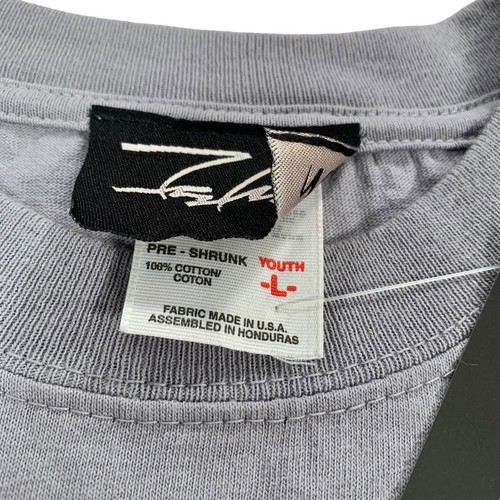 PRE - SHRUNK
100% COTTON/
COTON
YOUTH
-L-
FABRIC MADE IN U.S.A.
ASSEMBLED IN HONDURAS